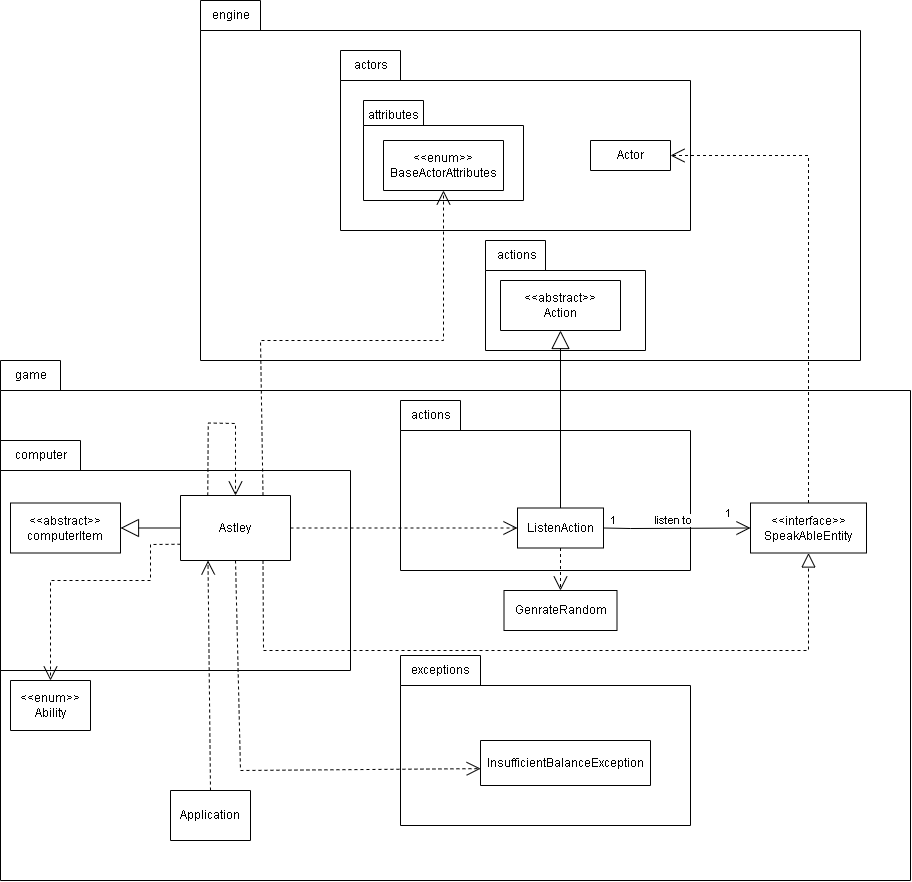 engine
actors
attributes
<<enum>>
BaseActorAttributes
Actor
actions
<<abstract>>
Action
game
actions
computer
<<abstract>>
computerItem
Astley
ListenAction
1
listen to
1
<<interface>>
SpeakAbleEntity
GenrateRandom
exceptions
<<enum>>
Ability
InsufficientBalanceException
Application